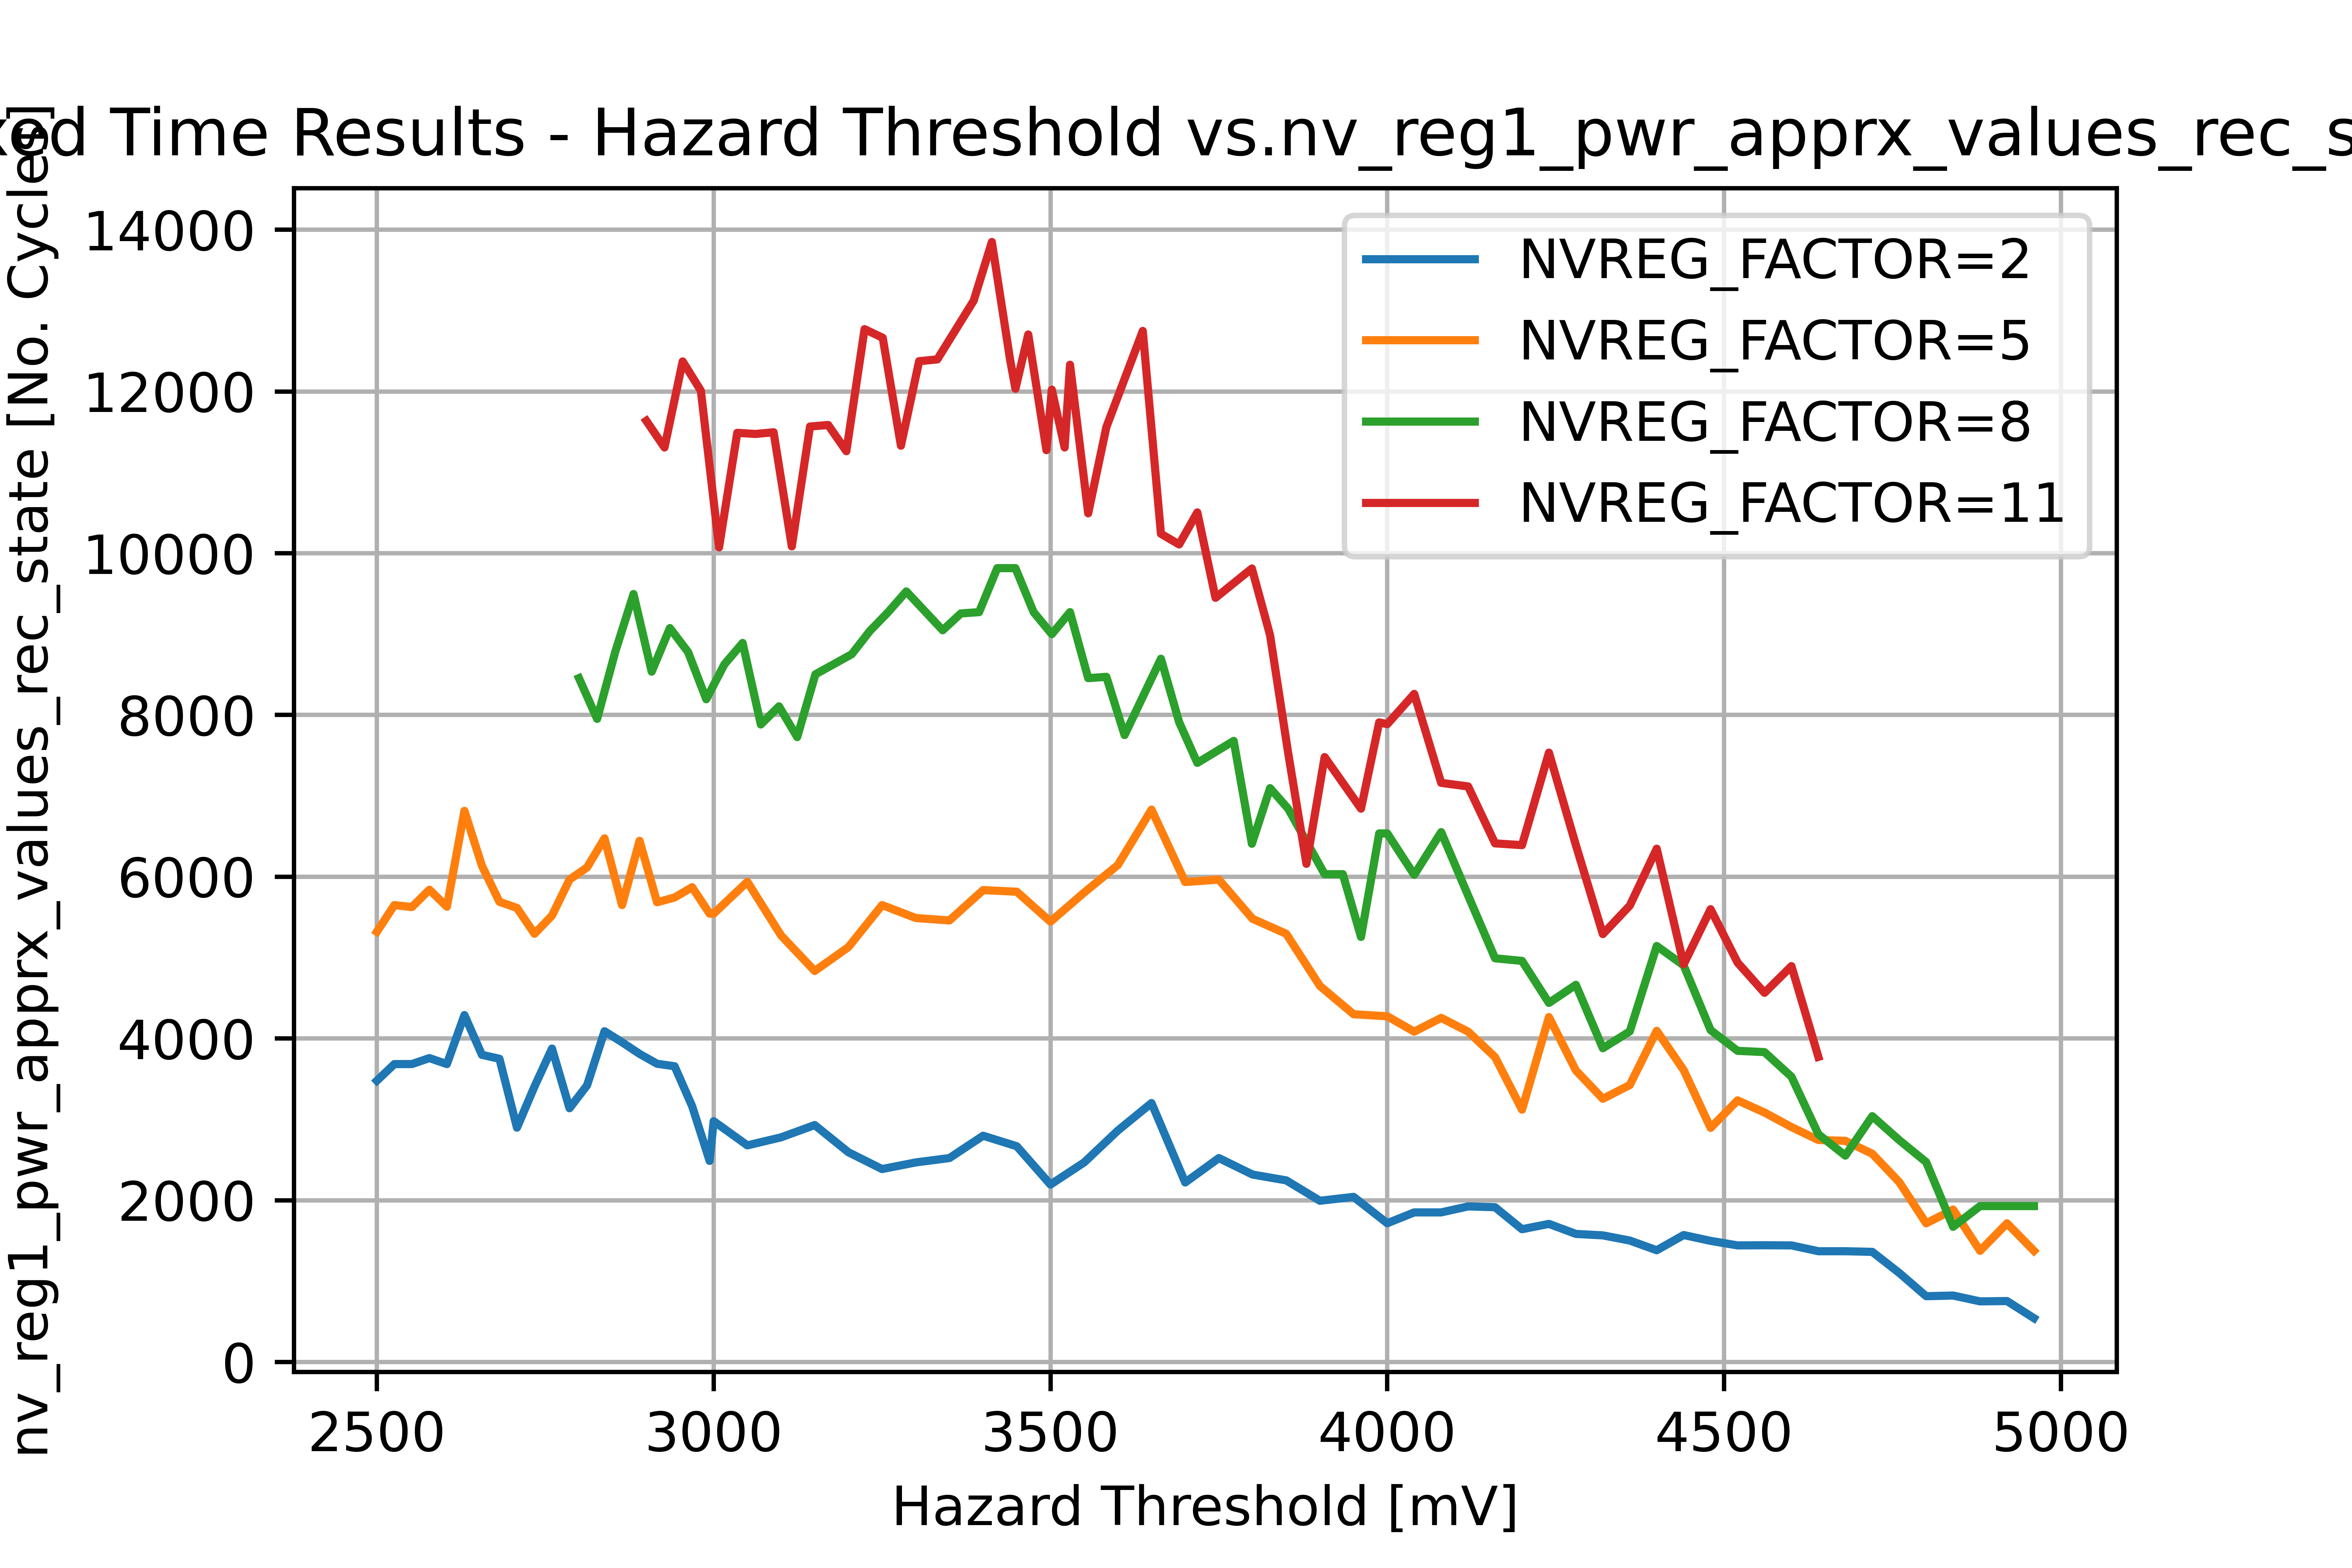 ked Time Results - Hazard Threshold vs.nv_reg1_pwr_apprx_values_rec_s
nv_reg1_pwr_apprx_values_rec_state [No. Cycles]
14000
12000
10000
8000
6000
4000
2000
0
NVREG_FACTOR=2
NVREG_FACTOR=5
NVREG_FACTOR=8
NVREG_FACTOR=11
2500 3000 3500 4000 4500 5000
Hazard Threshold [mV]